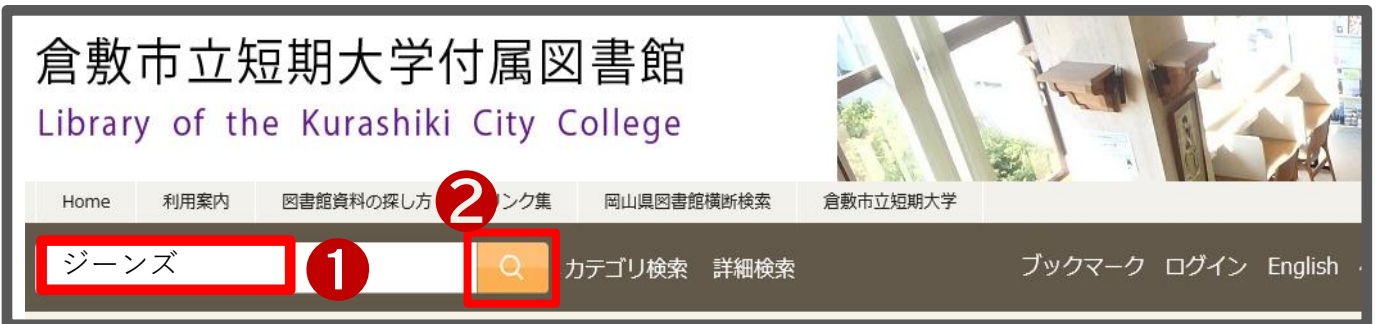 倉敷市立短期大学付属図書館
Library of the Kurashiki City College
Home 利用案内 図書館資料の探し方 ンク集 岡山県図書館横断検索 倉敷市立短期大学
2
ジーンズ 1 カテゴリ検索 詳細検索 ブックマーク ログイン English